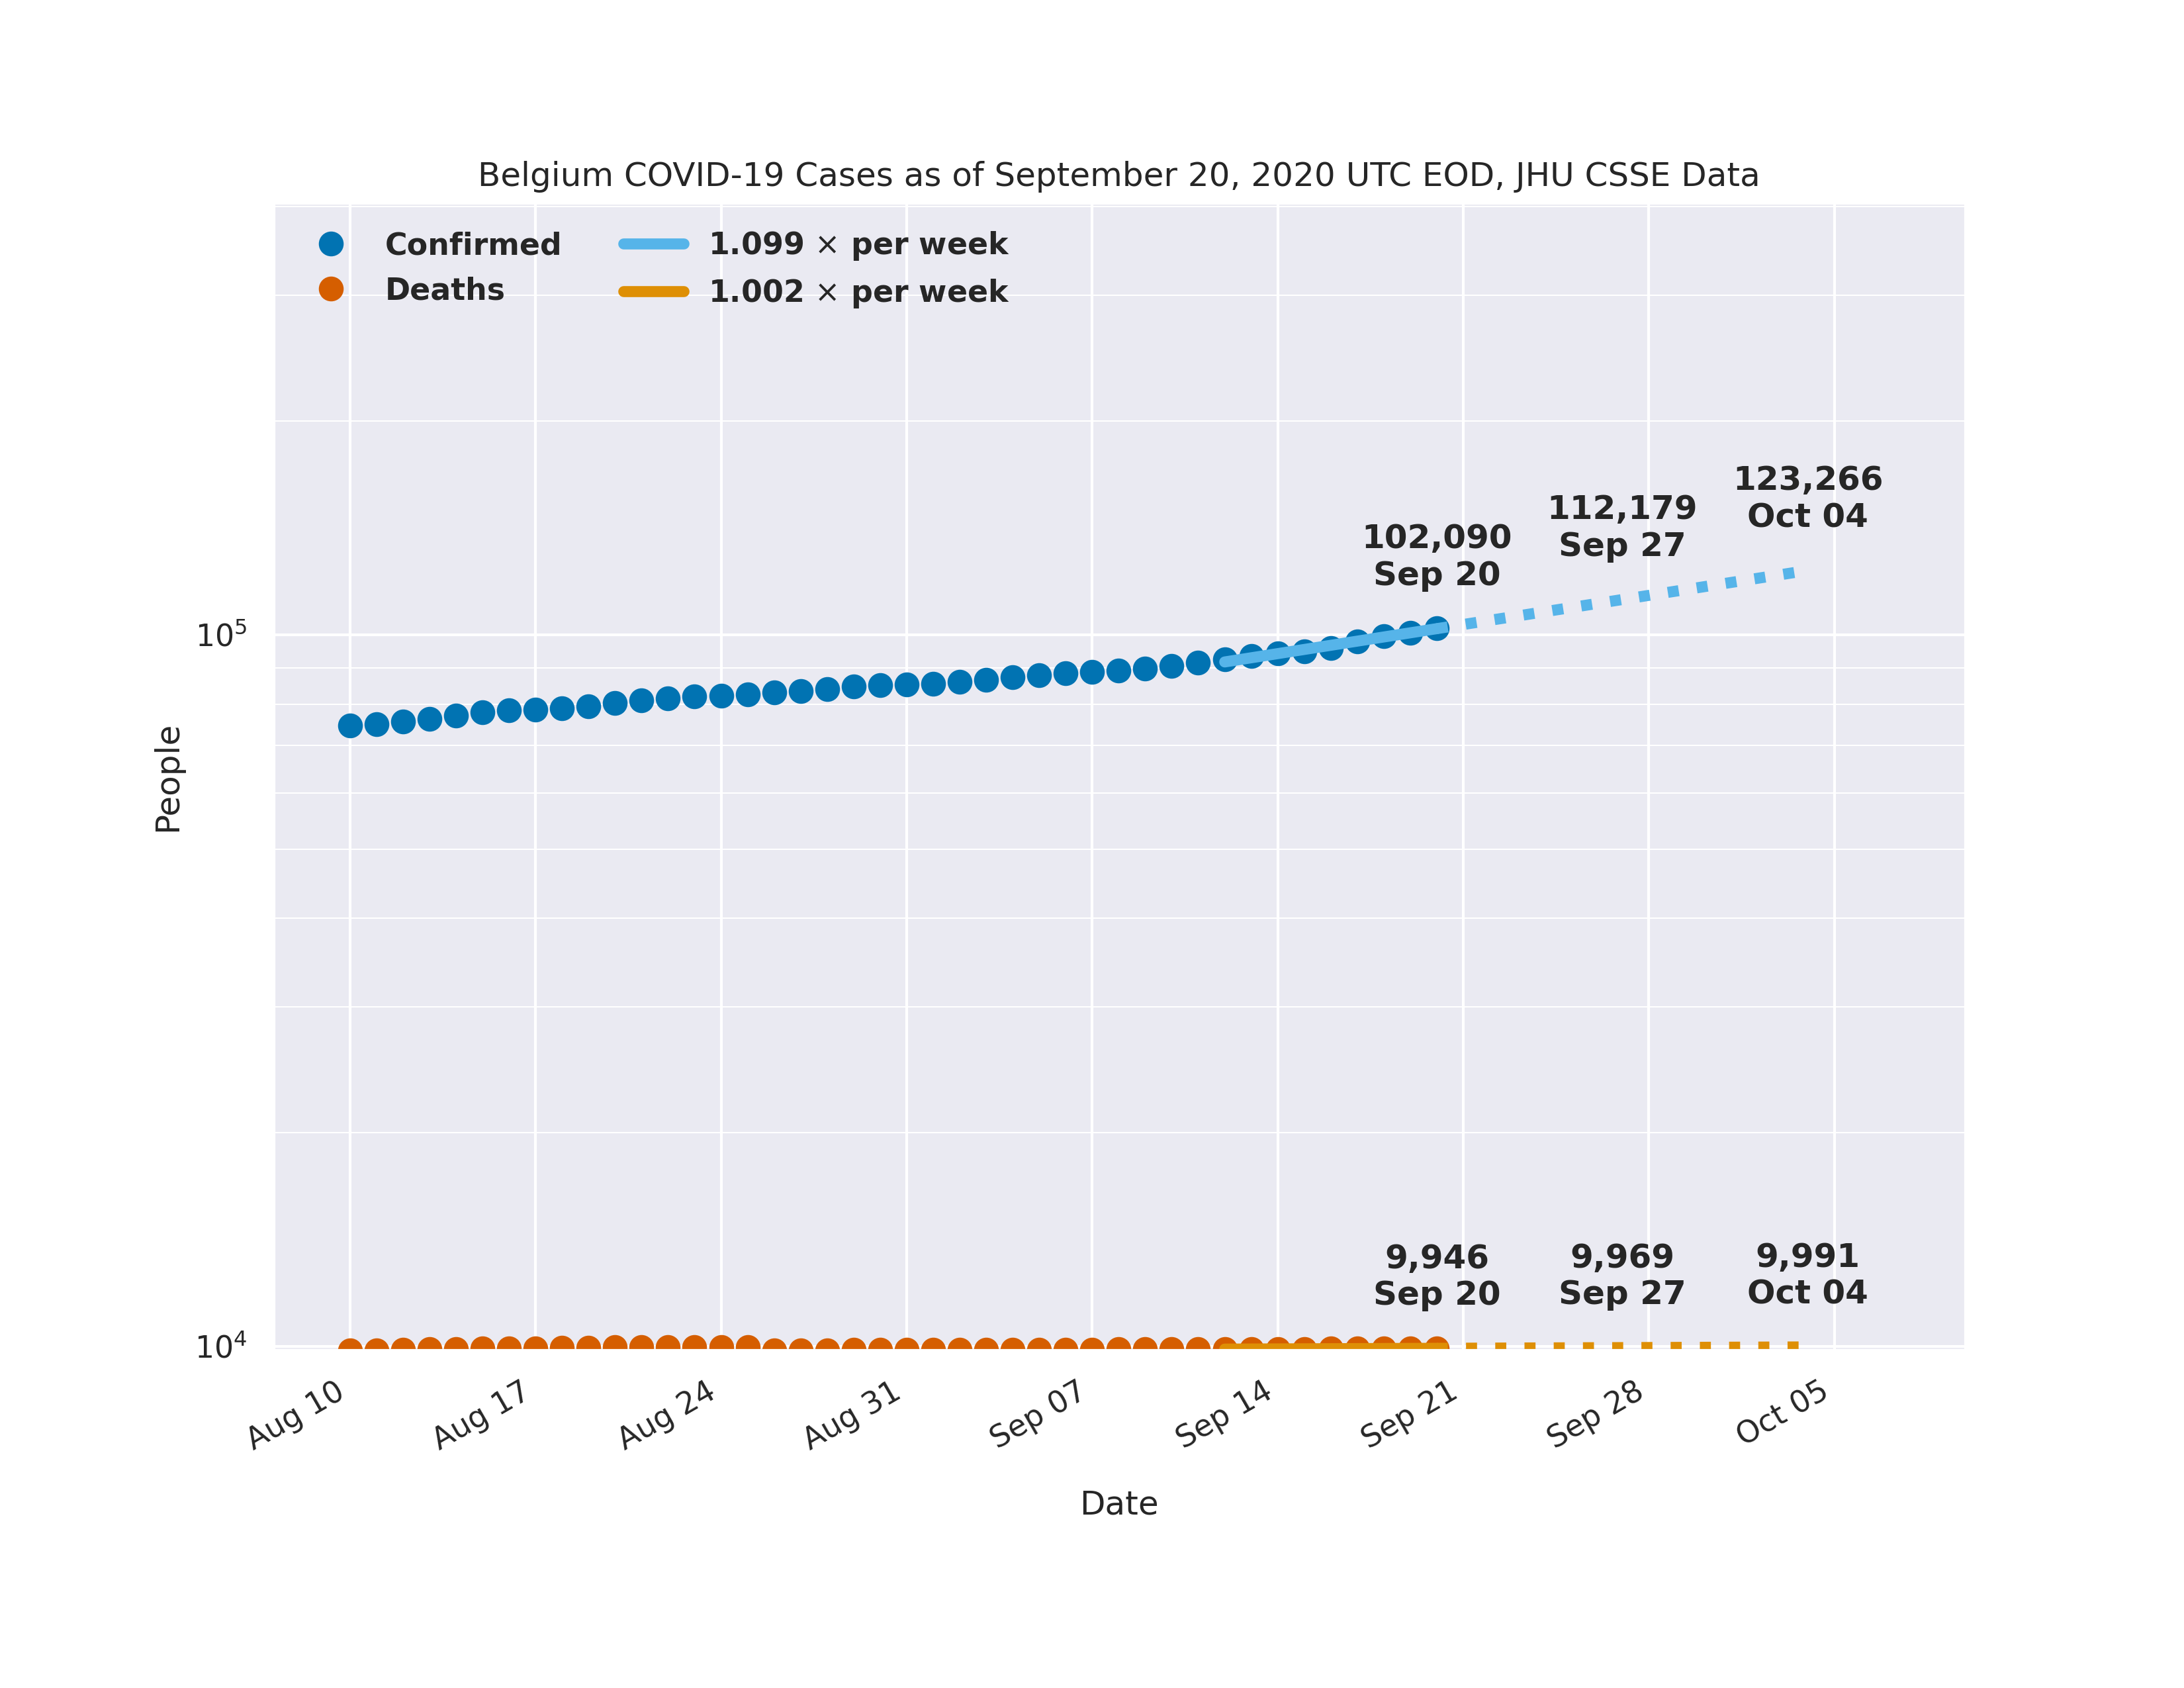 Belgium COVID-19 Cases as of September 20, 2020 UTC EOD, JHU CSSE Data
Confirmed
Deaths
1.099 × per week
1.002 × per week
123,266
Oct 04
112,179
Sep 27
102,090
Sep 20
10⁵
People
9,946
Sep 20
9,969
Sep 27
9,991
Oct 04
10⁴
Aug 10
Aug 17
Aug 24
Aug 31
Sep 07
Sep 14
Sep 21
Sep 28
Oct 05
Date